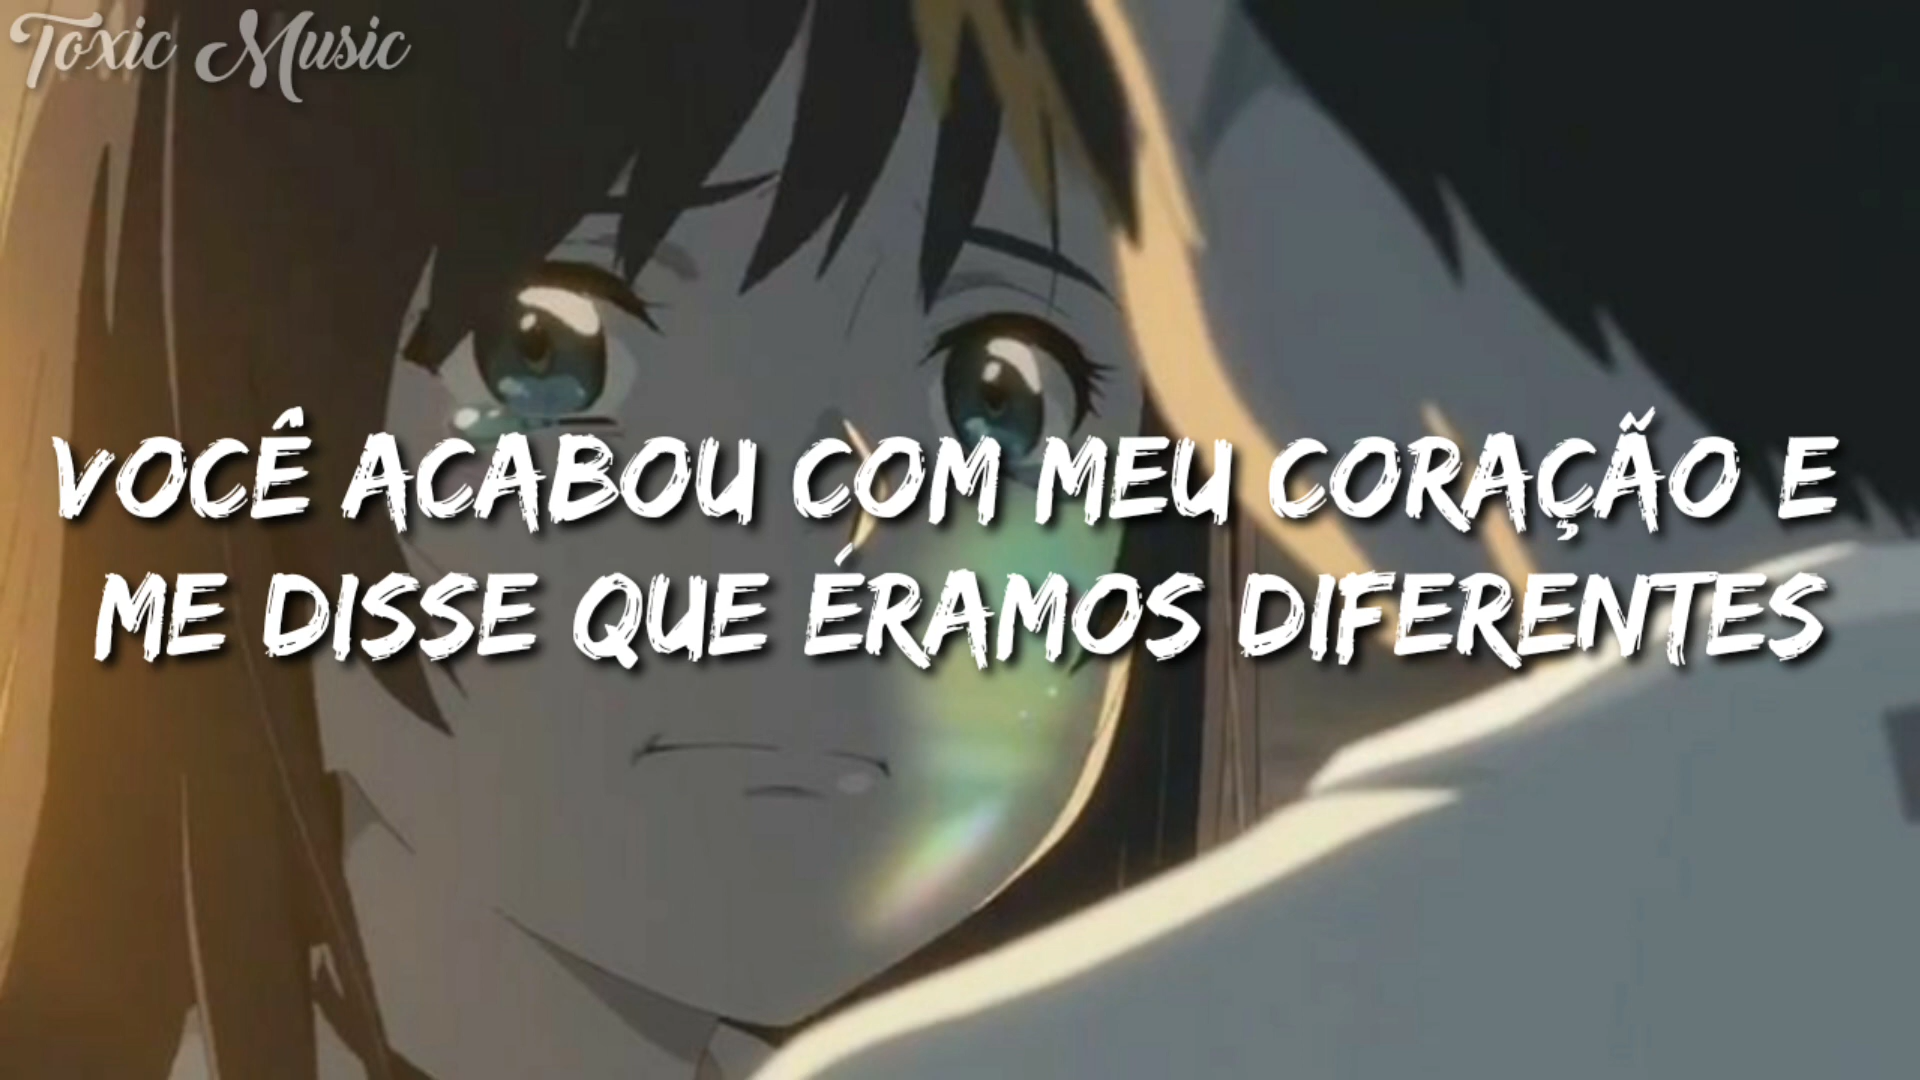 Toxic Music
VOCÊ ACABOU COM MEU CORAÇÃO E
ME DISSE QUE ÉRAMOS DIFERENTES